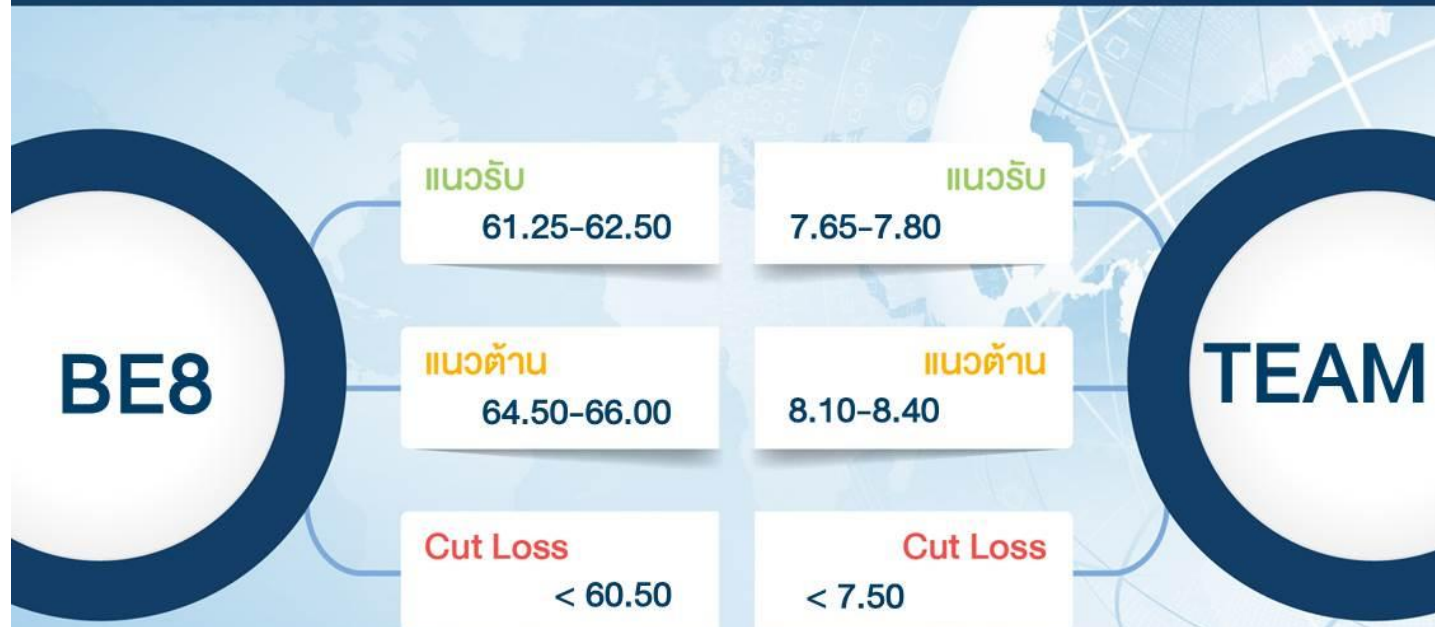 BE8
แนวรับ
61.25-62.50
แนวต้าน
64.50-66.00
Cut Loss
< 60.50
แนวรับ
7.65-7.80
แนวต้าน
8.10-8.40
Cut Loss
< 7.50
TEAM